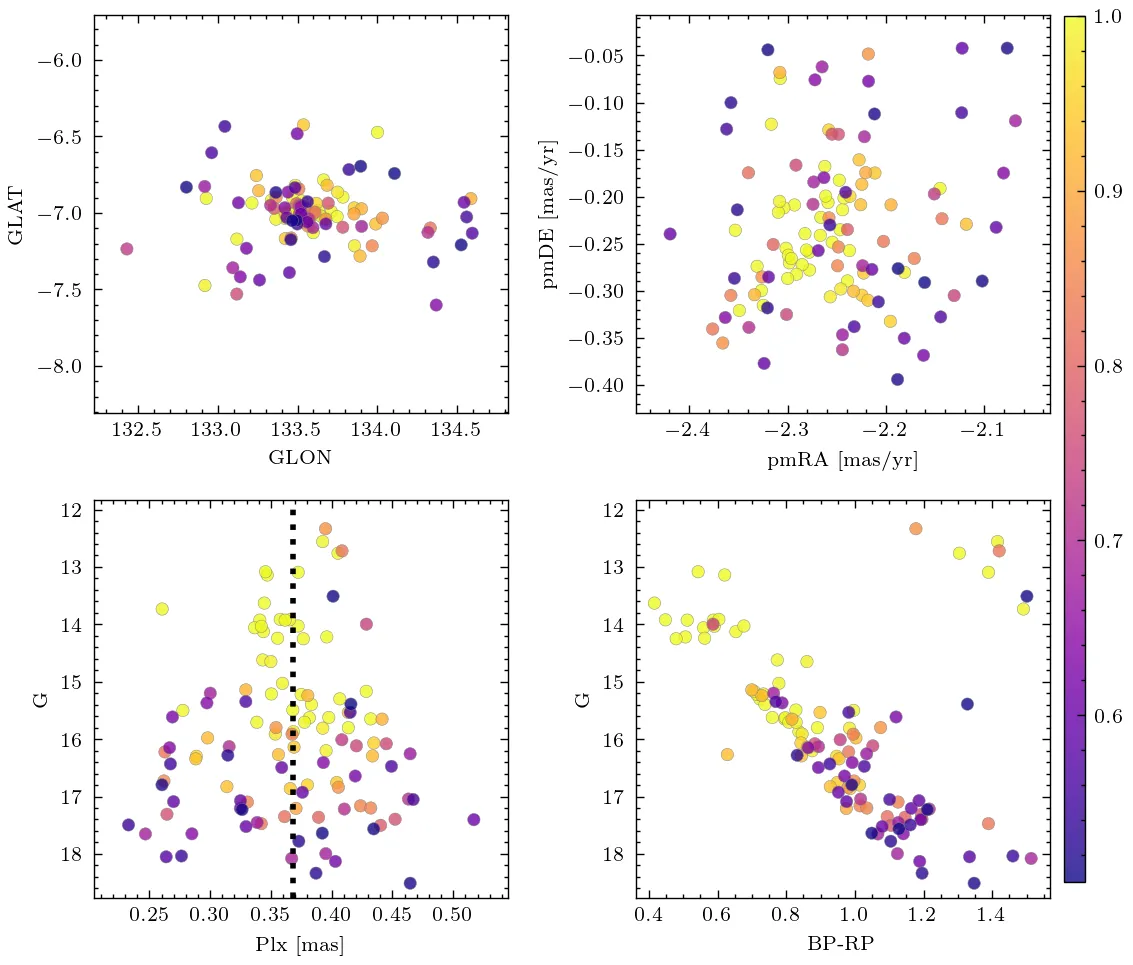 −6.0
−6.5
−7.0
−7.5
−8.0
GLAT
132.5 133.0 133.5 134.0 134.5
GLON
−0.05
−0.10
−0.15
−0.20
−0.25
−0.30
−0.35
−0.40
pmDE [mas/yr]
−2.4 −2.3 −2.2 −2.1
pmRA [mas/yr]
12
13
14
15
16
17
18
G
0.25 0.30 0.35 0.40 0.45 0.50
Plx [mas]
12
13
14
15
16
17
18
G
0.4 0.6 0.8 1.0 1.2 1.4
BP-RP
1.0
0.9
0.8
0.7
0.6